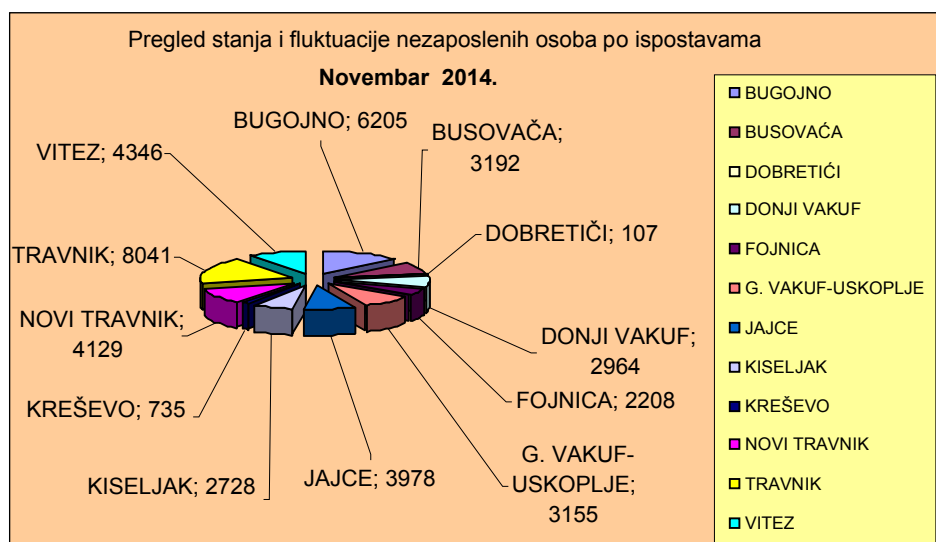 Pregled stanja i fluktuacije nezaposlenih osoba po ispostavama
Novembar 2014.
BUGOJNO; 6205
BUSOVAČA;
3192
DOBRETIČI; 107
DONJI VAKUF;
2964
FOJNICA; 2208
G. VAKUF-
USKOPLJE;
3155
JAJCE; 3978
KISELJAK; 2728
KREŠEVO; 735
NOVI TRAVNIK;
4129
TRAVNIK; 8041
VITEZ; 4346
BUGOJNO
BUSOVAĆA
DOBRETIĆI
DONJI VAKUF
FOJNICA
G. VAKUF-USKOPLJE
JAJCE
KISELJAK
KREŠEVO
NOVI TRAVNIK
TRAVNIK
VITEZ